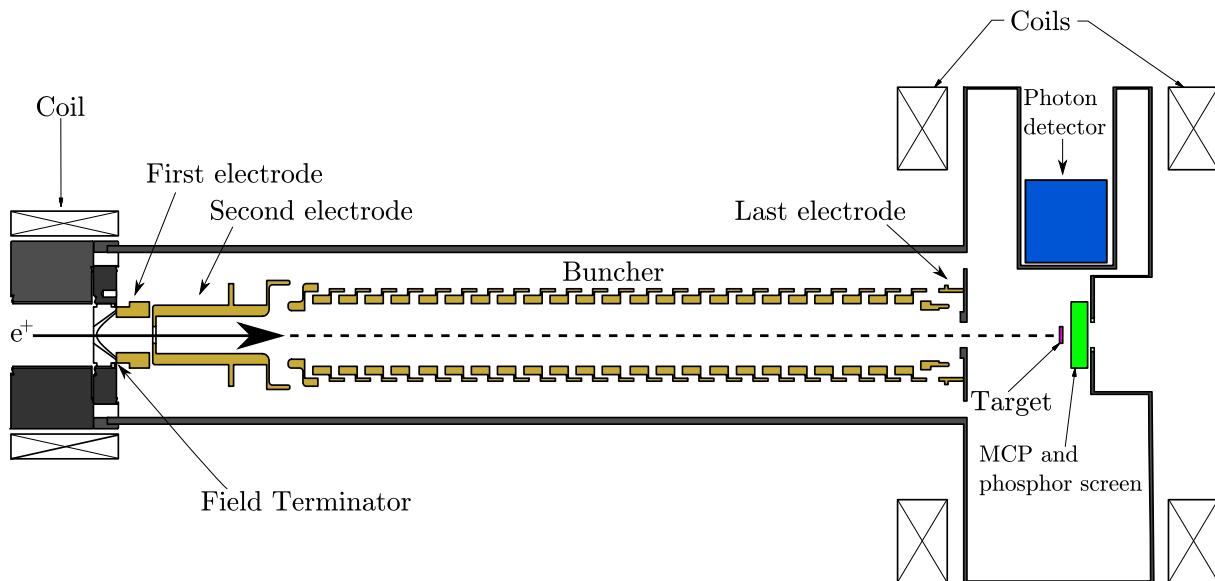 Coils
Coil
Photon
detector
First electrode
Second electrode
Last electrode
Buncher
e+
Target
MCP and
phosphor screen
Field Terminator